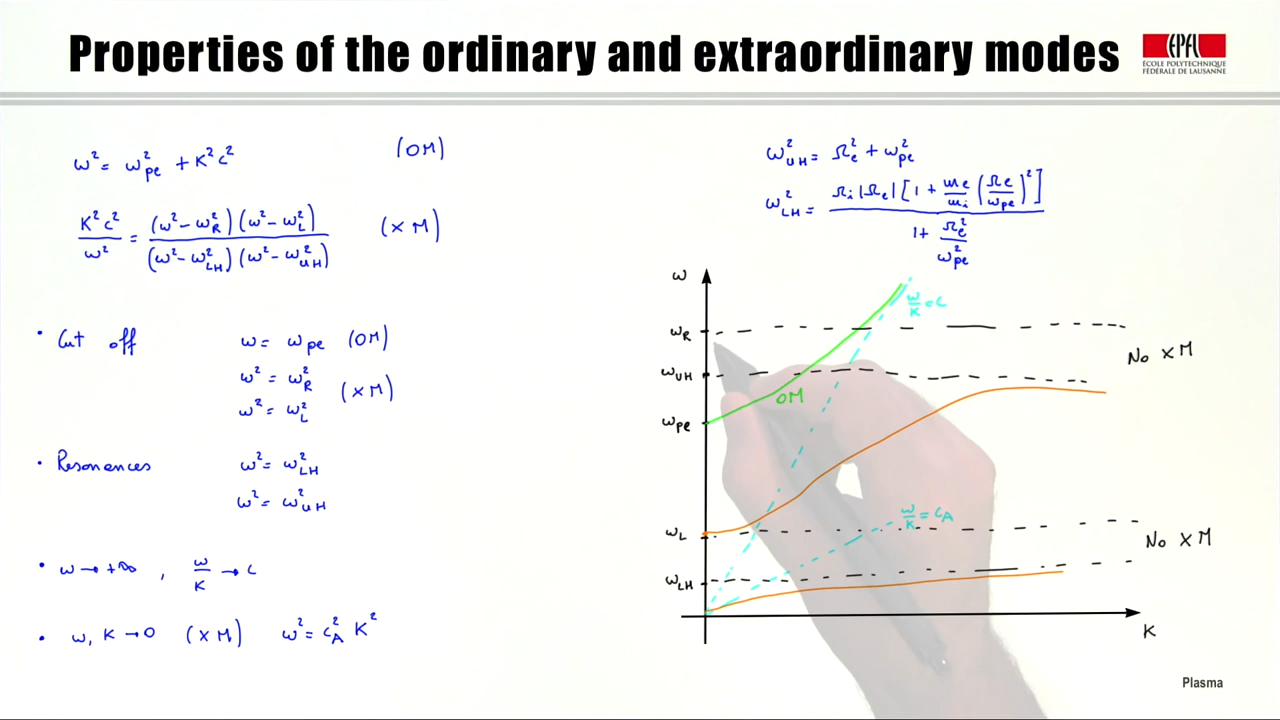 Properties of the ordinary and extraordinary modes
EPFL
ÉCOLE POLYTECHNIQUE
FÉDÉRALE DE LAUSANNE
ω² = ω²pe + K²c² (OM)
K²c²/ω² = (ω² - ω²R)(ω² - ω²L) / (ω² - ω²LH)(ω² - ω²UH) (XM)
• Cut off ω = ωpe (OM)
ω² = ω²R
ω² = ω²L (XM)
• Resonances ω² = ω²LH
ω² = ω²UH
• ω → +∞ , ω/K → c
• ω, K → 0 (XM) ω² = c²A K²
ω²UH = Ω²e + ω²pe
ω²LH = Ωi|Ωe| [1 + me/mi (Ωe/ωpe)²] / 1 + Ω²e/ω²pe
ω
ω/K = c
ωR
No XM
ωUH
OM
ωpe
ω/K = cA
ωL
No XM
ωLH
K
Plasma